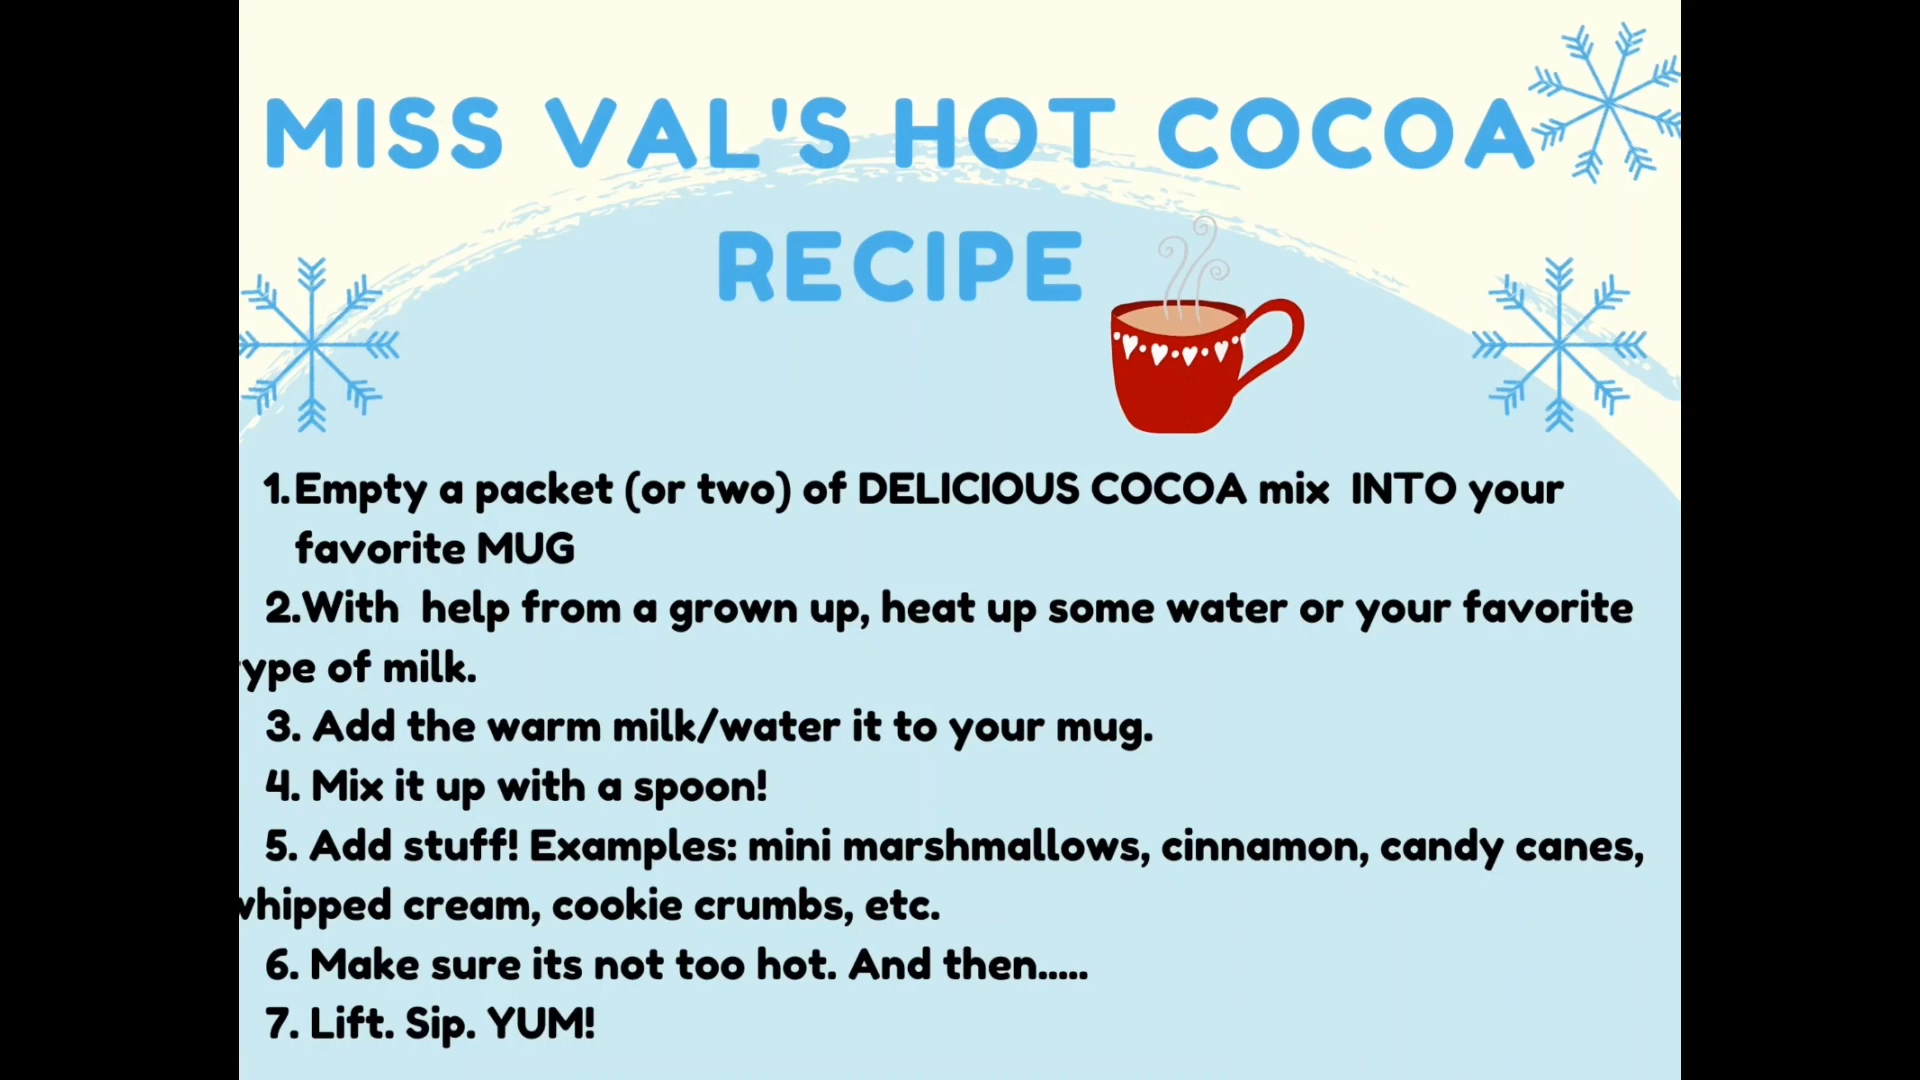 MISS VAL'S HOT COCOA
RECIPE
1. Empty a packet (or two) of DELICIOUS COCOA mix INTO your
favorite MUG
2.With help from a grown up, heat up some water or your favorite
ype of milk.
3. Add the warm milk/water it to your mug.
4. Mix it up with a spoon!
5. Add stuff! Examples: mini marshmallows, cinnamon, candy canes,
whipped cream, cookie crumbs, etc.
6. Make sure its not too hot. And then.....
7. Lift. Sip. YUM!